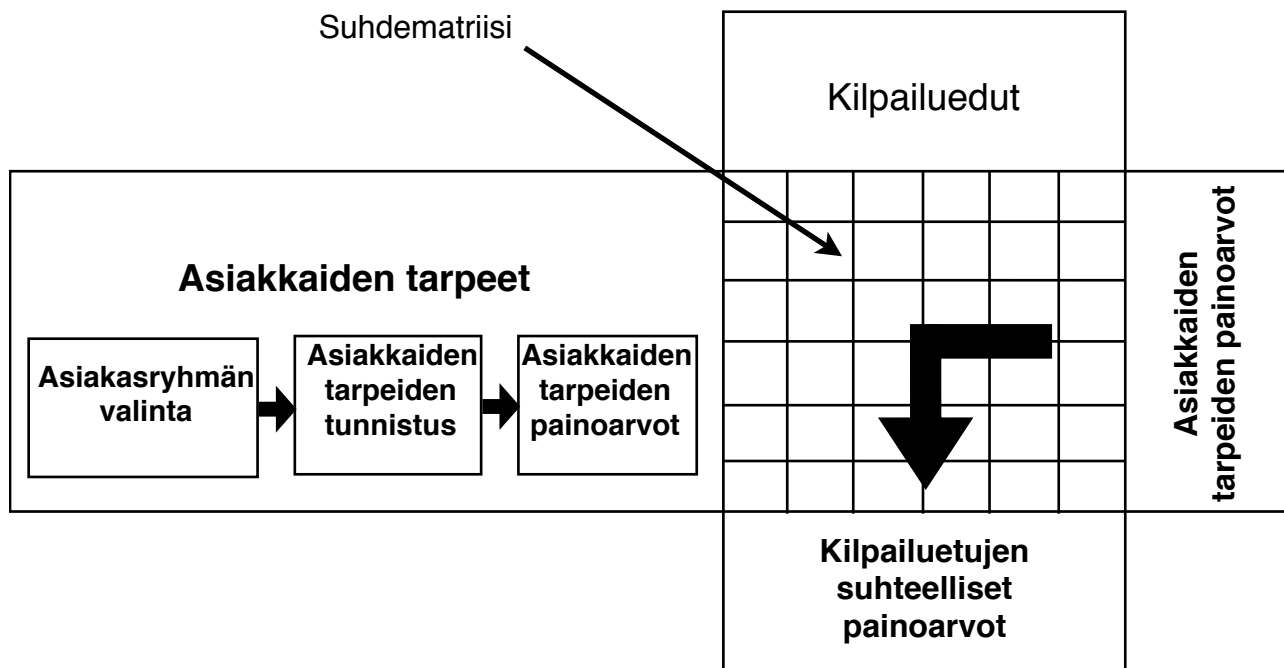 Suhdematriisi
Kilpailuedut
Asiakkaiden tarpeet
Asiakasryhmän
valinta
Asiakkaiden
tarpeiden
tunnistus
Asiakkaiden
tarpeiden
painoarvot
Asiakkaiden
tarpeiden painoarvot
Kilpailuetujen
suhteelliset
painoarvot